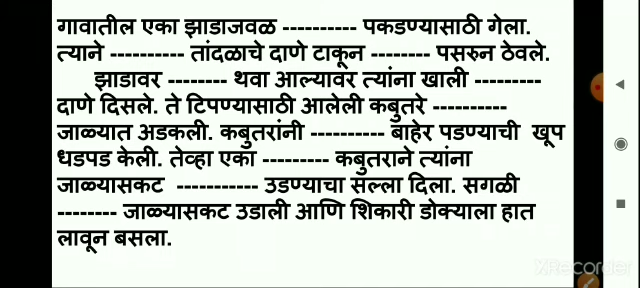 गावातील एका झाडाजवळ ---------- पकडण्यासाठी गेला.
त्याने ---------- तांदळाचे दाणे टाकून -------- पसरुन ठेवले.
झाडावर -------- थवा आल्यावर त्यांना खाली ---------
दाणे दिसले. ते टिपण्यासाठी आलेली कबुतरे ----------
जाळ्यात अडकली. कबुतरांनी ---------- बाहेर पडण्याची खूप
धडपड केली. तेव्हा एका --------- कबुतराने त्यांना
जाळ्यासकट ----------- उडण्याचा सल्ला दिला. सगळी
-------- जाळ्यासकट उडाली आणि शिकारी डोक्याला हात
लावून बसला.
XRecorder